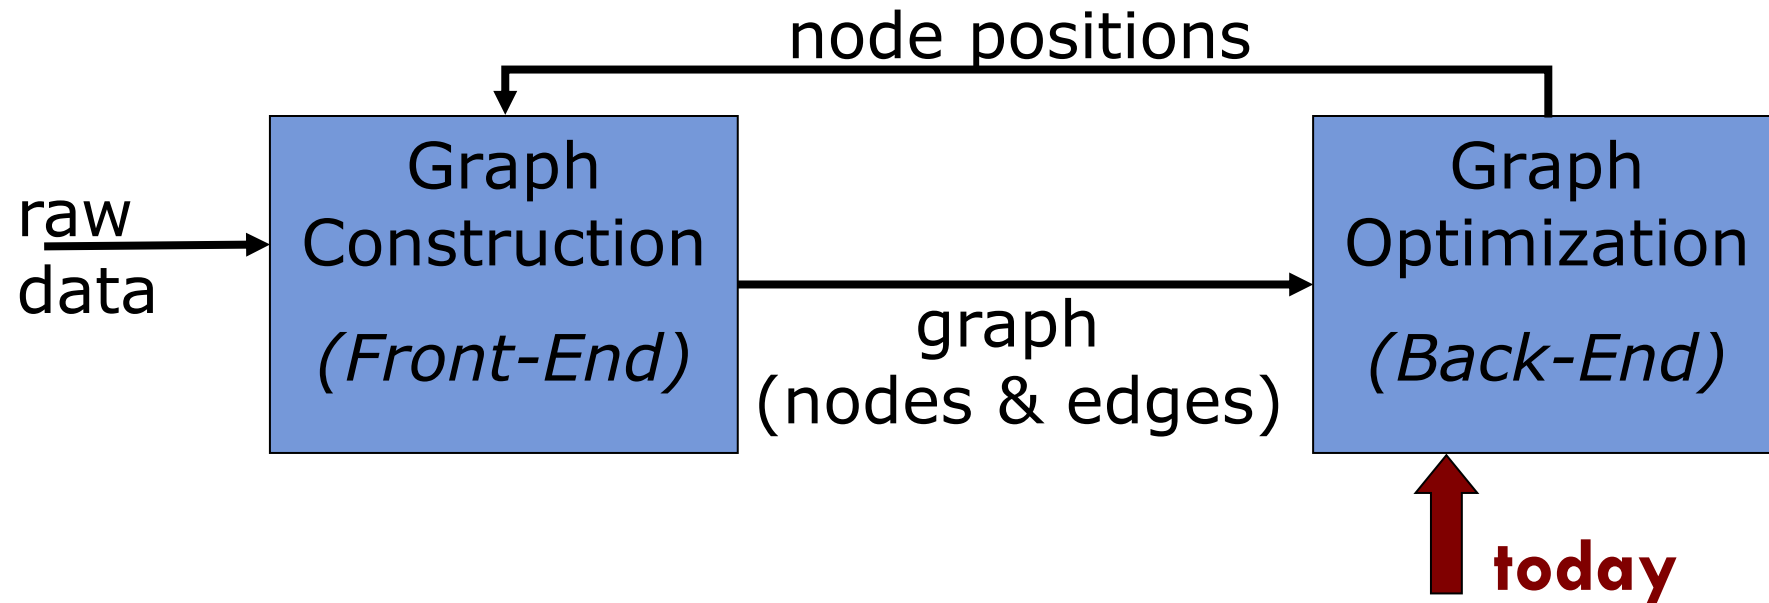 node positions
raw
data
Graph
Construction
(Front-End)
graph
(nodes & edges)
Graph
Optimization
(Back-End)
today